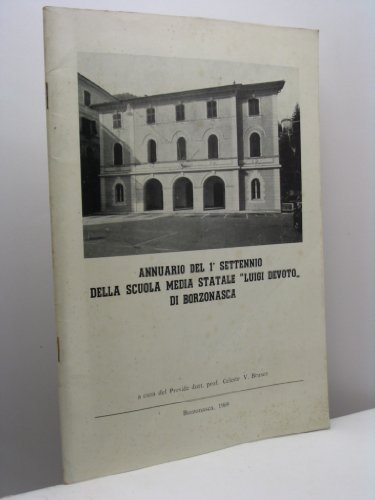 ANNUARIO DEL 1° SETTENNIO
DELLA SCUOLA MEDIA STATALE "LUIGI DEVOTO„
DI BORZONASCA
a cura del Preside dott. prof. Celeste V.
Borzonasca, 1969